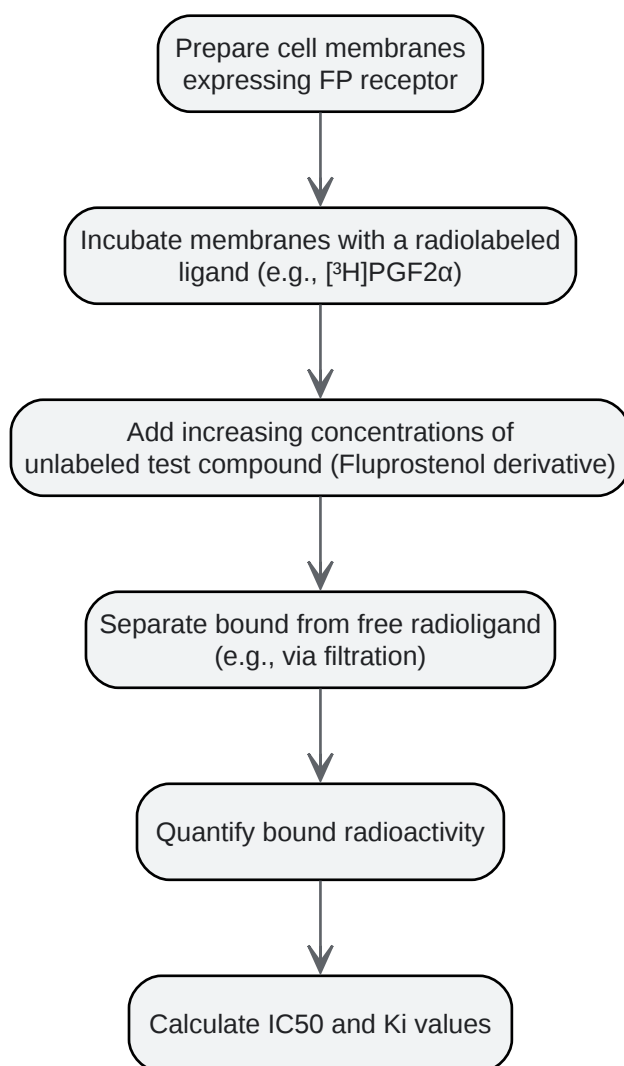 Prepare cell membranes
expressing FP receptor
Incubate membranes with a radiolabeled
ligand (e.g., [³H]PGF2α)
Add increasing concentrations of
unlabeled test compound (Fluprostenol derivative)
Separate bound from free radioligand
(e.g., via filtration)
Quantify bound radioactivity
Calculate IC50 and Ki values